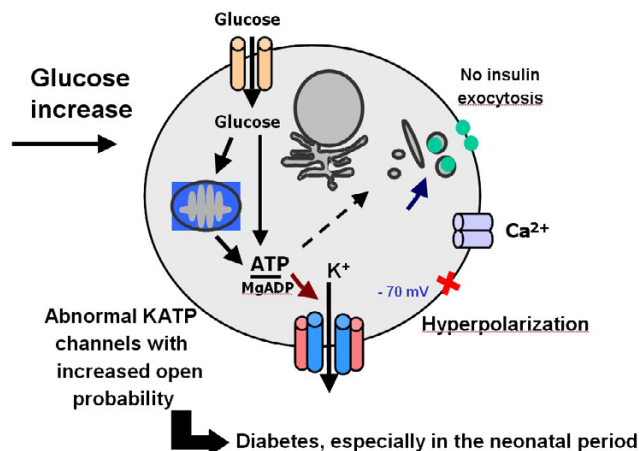 Glucose
Glucose
increase
No insulin
exocytosis
Glucose
Ca²⁺
ATP
MgADP
K⁺
- 70 mV
Hyperpolarization
Abnormal KATP
channels with
increased open
probability
Diabetes, especially in the neonatal period